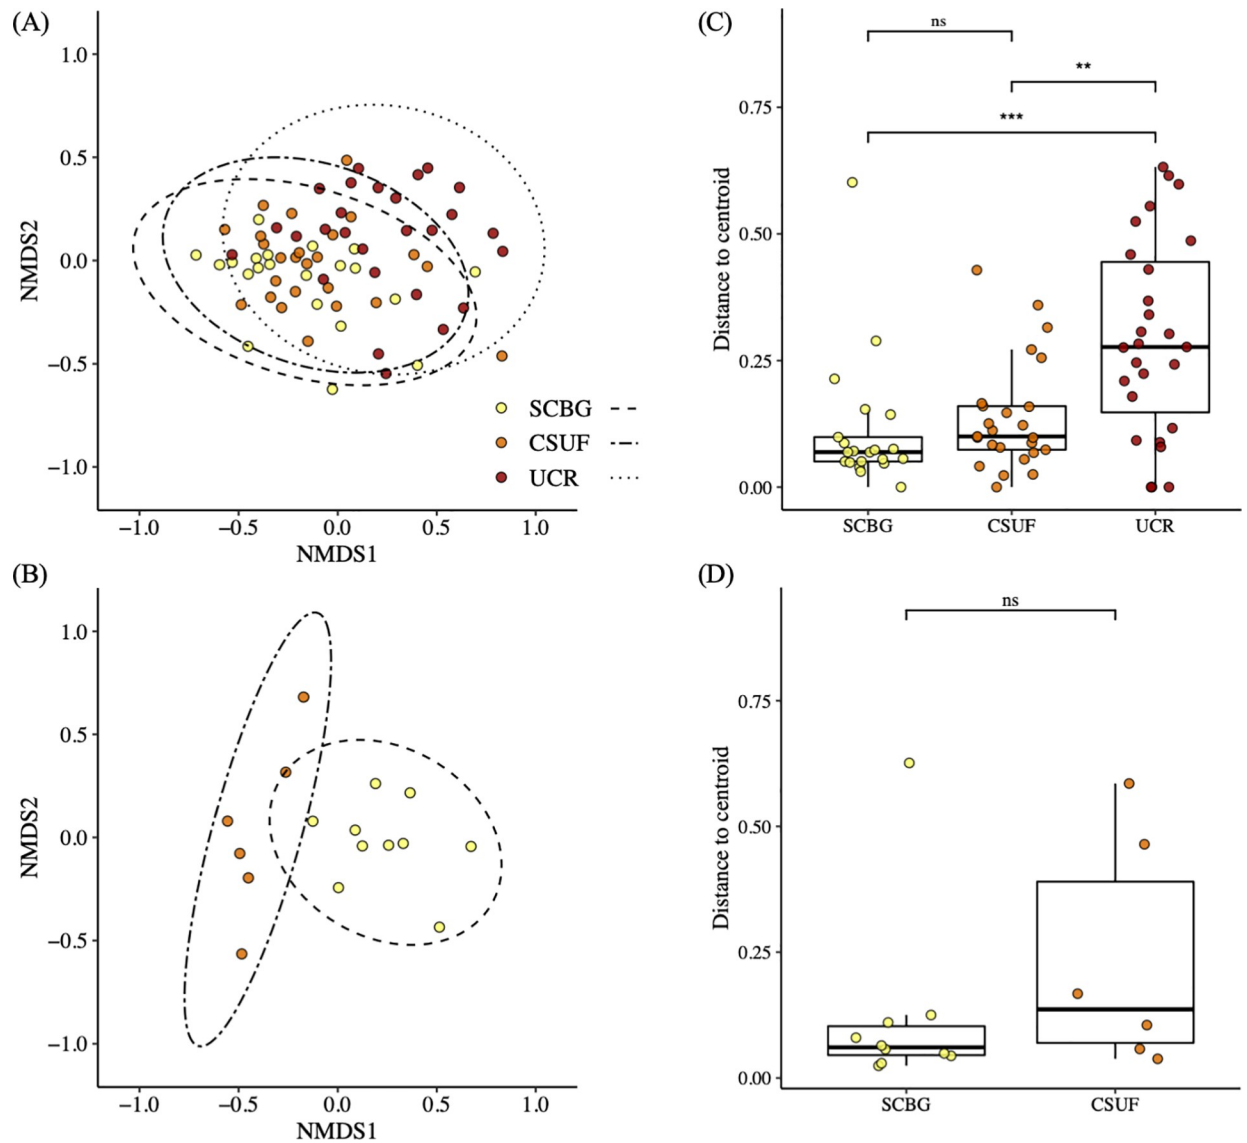 (A)
1.0
0.5
0.0
−0.5
−1.0
NMDS2
SCBG
CSUF
UCR
−1.0 −0.5 0.0 0.5 1.0
NMDS1
(C)
ns
**
***
0.75
0.50
0.25
0.00
Distance to centroid
SCBG CSUF UCR
(B)
1.0
0.5
0.0
−0.5
−1.0
NMDS2
−1.0 −0.5 0.0 0.5 1.0
NMDS1
(D)
ns
0.75
0.50
0.25
0.00
Distance to centroid
SCBG CSUF